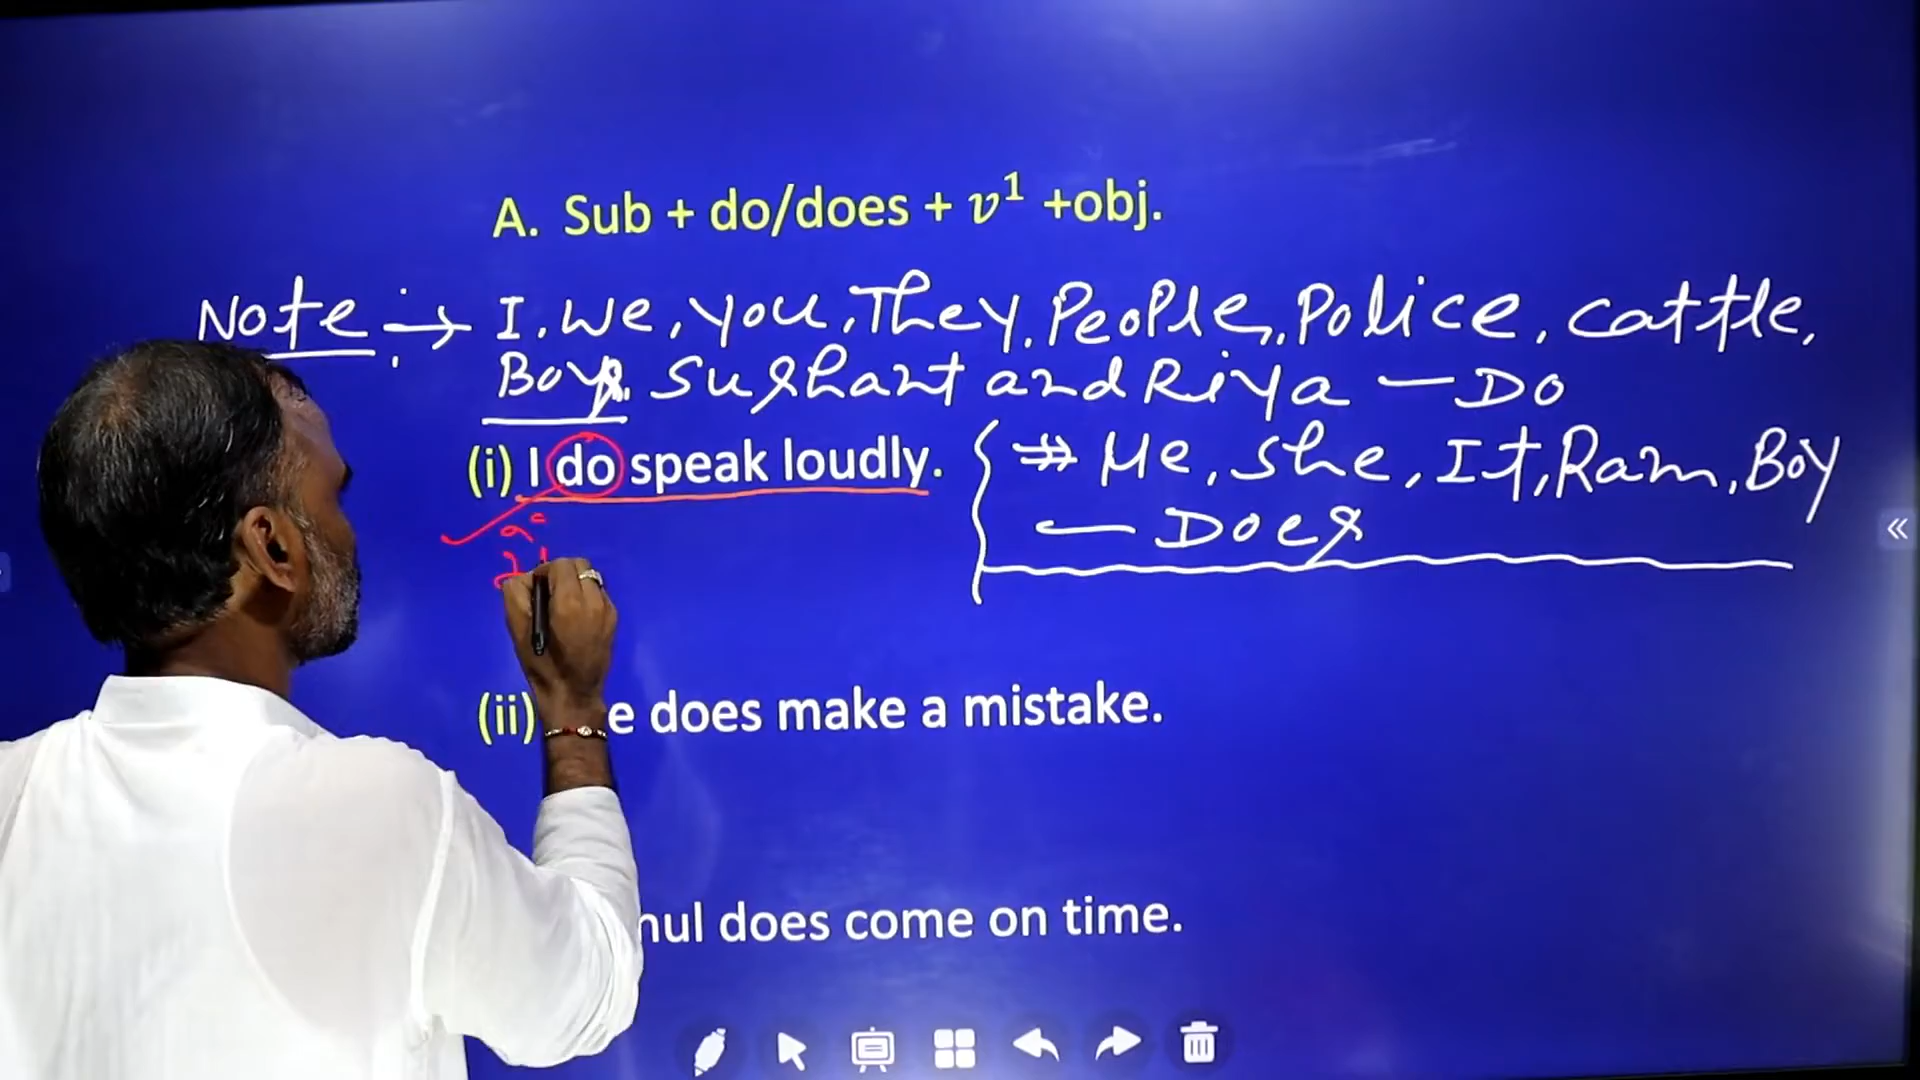 A. Sub + do/does + v¹ +obj.
Note :→ I, We, You, They, People, Police, Cattle,
Boys, Sushant and Riya — Do
(i) I do speak loudly.
⇸ He, She, It, Ram, Boy
— Does
(ii) does make a mistake.
does come on time.